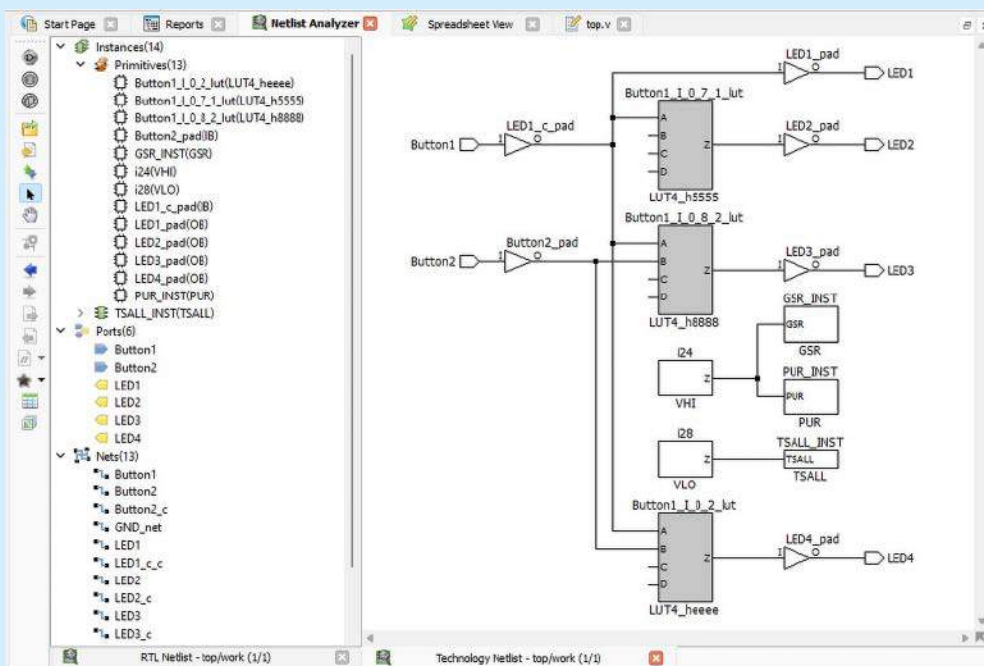 Start Page
Reports
Netlist Analyzer
Spreadsheet View
top.v
Instances(14)
Primitives(13)
Button1_I_0_2_lut(LUT4_heeee)
Button1_I_0_7_1_lut(LUT4_h5555)
Button1_I_0_8_2_lut(LUT4_h8888)
Button2_pad(IB)
GSR_INST(GSR)
i24(VHI)
i28(VLO)
LED1_c_pad(IB)
LED1_pad(OB)
LED2_pad(OB)
LED3_pad(OB)
LED4_pad(OB)
PUR_INST(PUR)
TSALL_INST(TSALL)
Ports(6)
Button1
Button2
LED1
LED2
LED3
LED4
Nets(13)
Button1
Button2
Button2_c
GND_net
LED1
LED1_c_c
LED2
LED2_c
LED3
LED3_c
LED1_pad
I O LED1
Button1_I_0_7_1_lut
LED1_c_pad
Button1 I O
A
B
C
D
Z
LUT4_h5555
LED2_pad
I O LED2
Button1_I_0_8_2_lut
Button2_pad
Button2 I O
A
B
C
D
Z
LUT4_h8888
LED3_pad
I O LED3
GSR_INST
GSR
GSR
i24
Z
VHI
PUR_INST
PUR
PUR
i28
Z
VLO
TSALL_INST
TSALL
TSALL
Button1_I_0_2_lut
A
B
C
D
Z
LUT4_heeee
LED4_pad
I O LED4
RTL Netlist - top/work (1/1)
Technology Netlist - top/work (1/1)